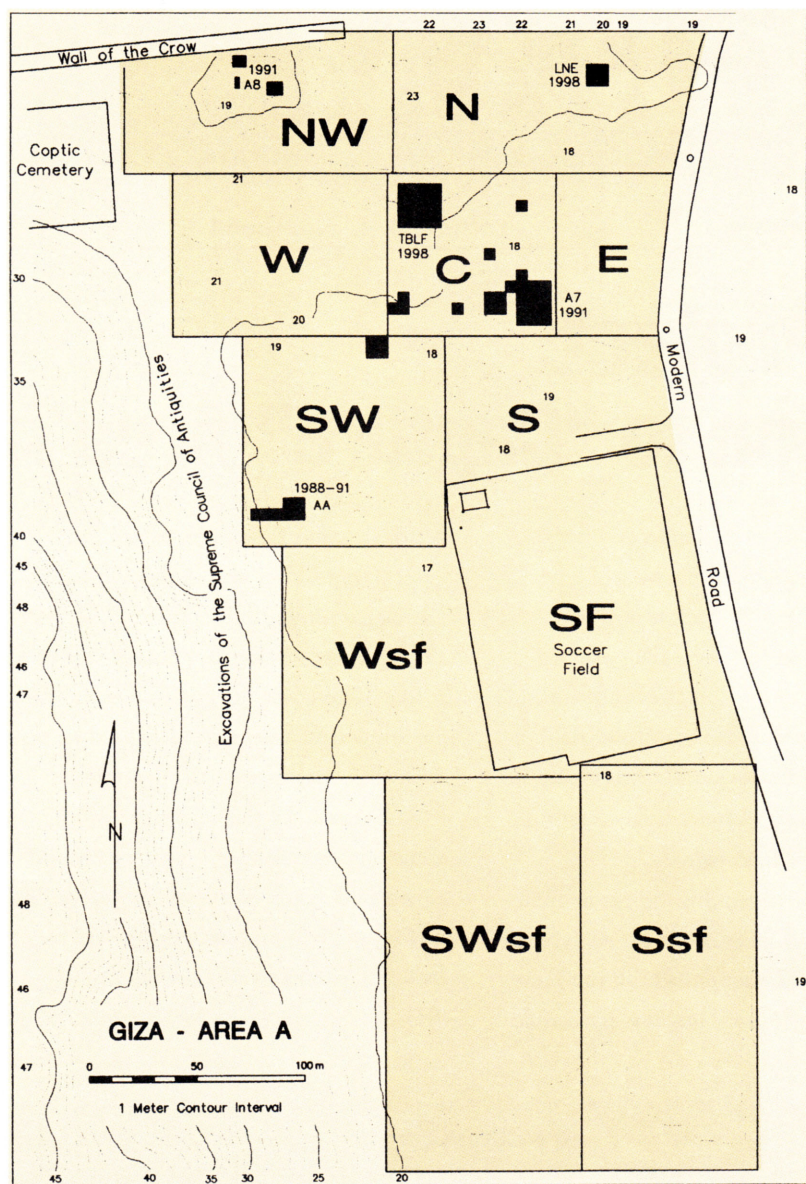 22 23 22 21 20 19 19
Wall of the Crow
1991
A8
19
NW
23
N
LNE
1998
18
Coptic
Cemetery
18
21
W
21
20
TBLF
1998
C
18
E
A7
1991
30
19
18
19
35
SW
S
19
18
Modern
Excavations of the Supreme Council of Antiquities
1988-91
AA
40
45
17
48
Road
SF
Soccer
Field
Wsf
46
47
18
N
48
SWsf
Ssf
46
19
GIZA - AREA A
47
0 50 100 m
1 Meter Contour Interval
45 40 35 30 25 20